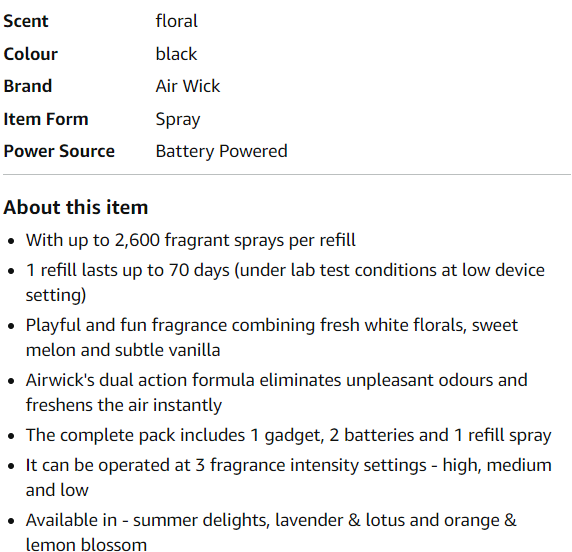 Scent floral
Colour black
Brand Air Wick
Item Form Spray
Power Source Battery Powered
About this item
• With up to 2,600 fragrant sprays per refill
• 1 refill lasts up to 70 days (under lab test conditions at low device
setting)
• Playful and fun fragrance combining fresh white florals, sweet
melon and subtle vanilla
• Airwick's dual action formula eliminates unpleasant odours and
freshens the air instantly
• The complete pack includes 1 gadget, 2 batteries and 1 refill spray
• It can be operated at 3 fragrance intensity settings - high, medium
and low
• Available in - summer delights, lavender & lotus and orange &
lemon blossom